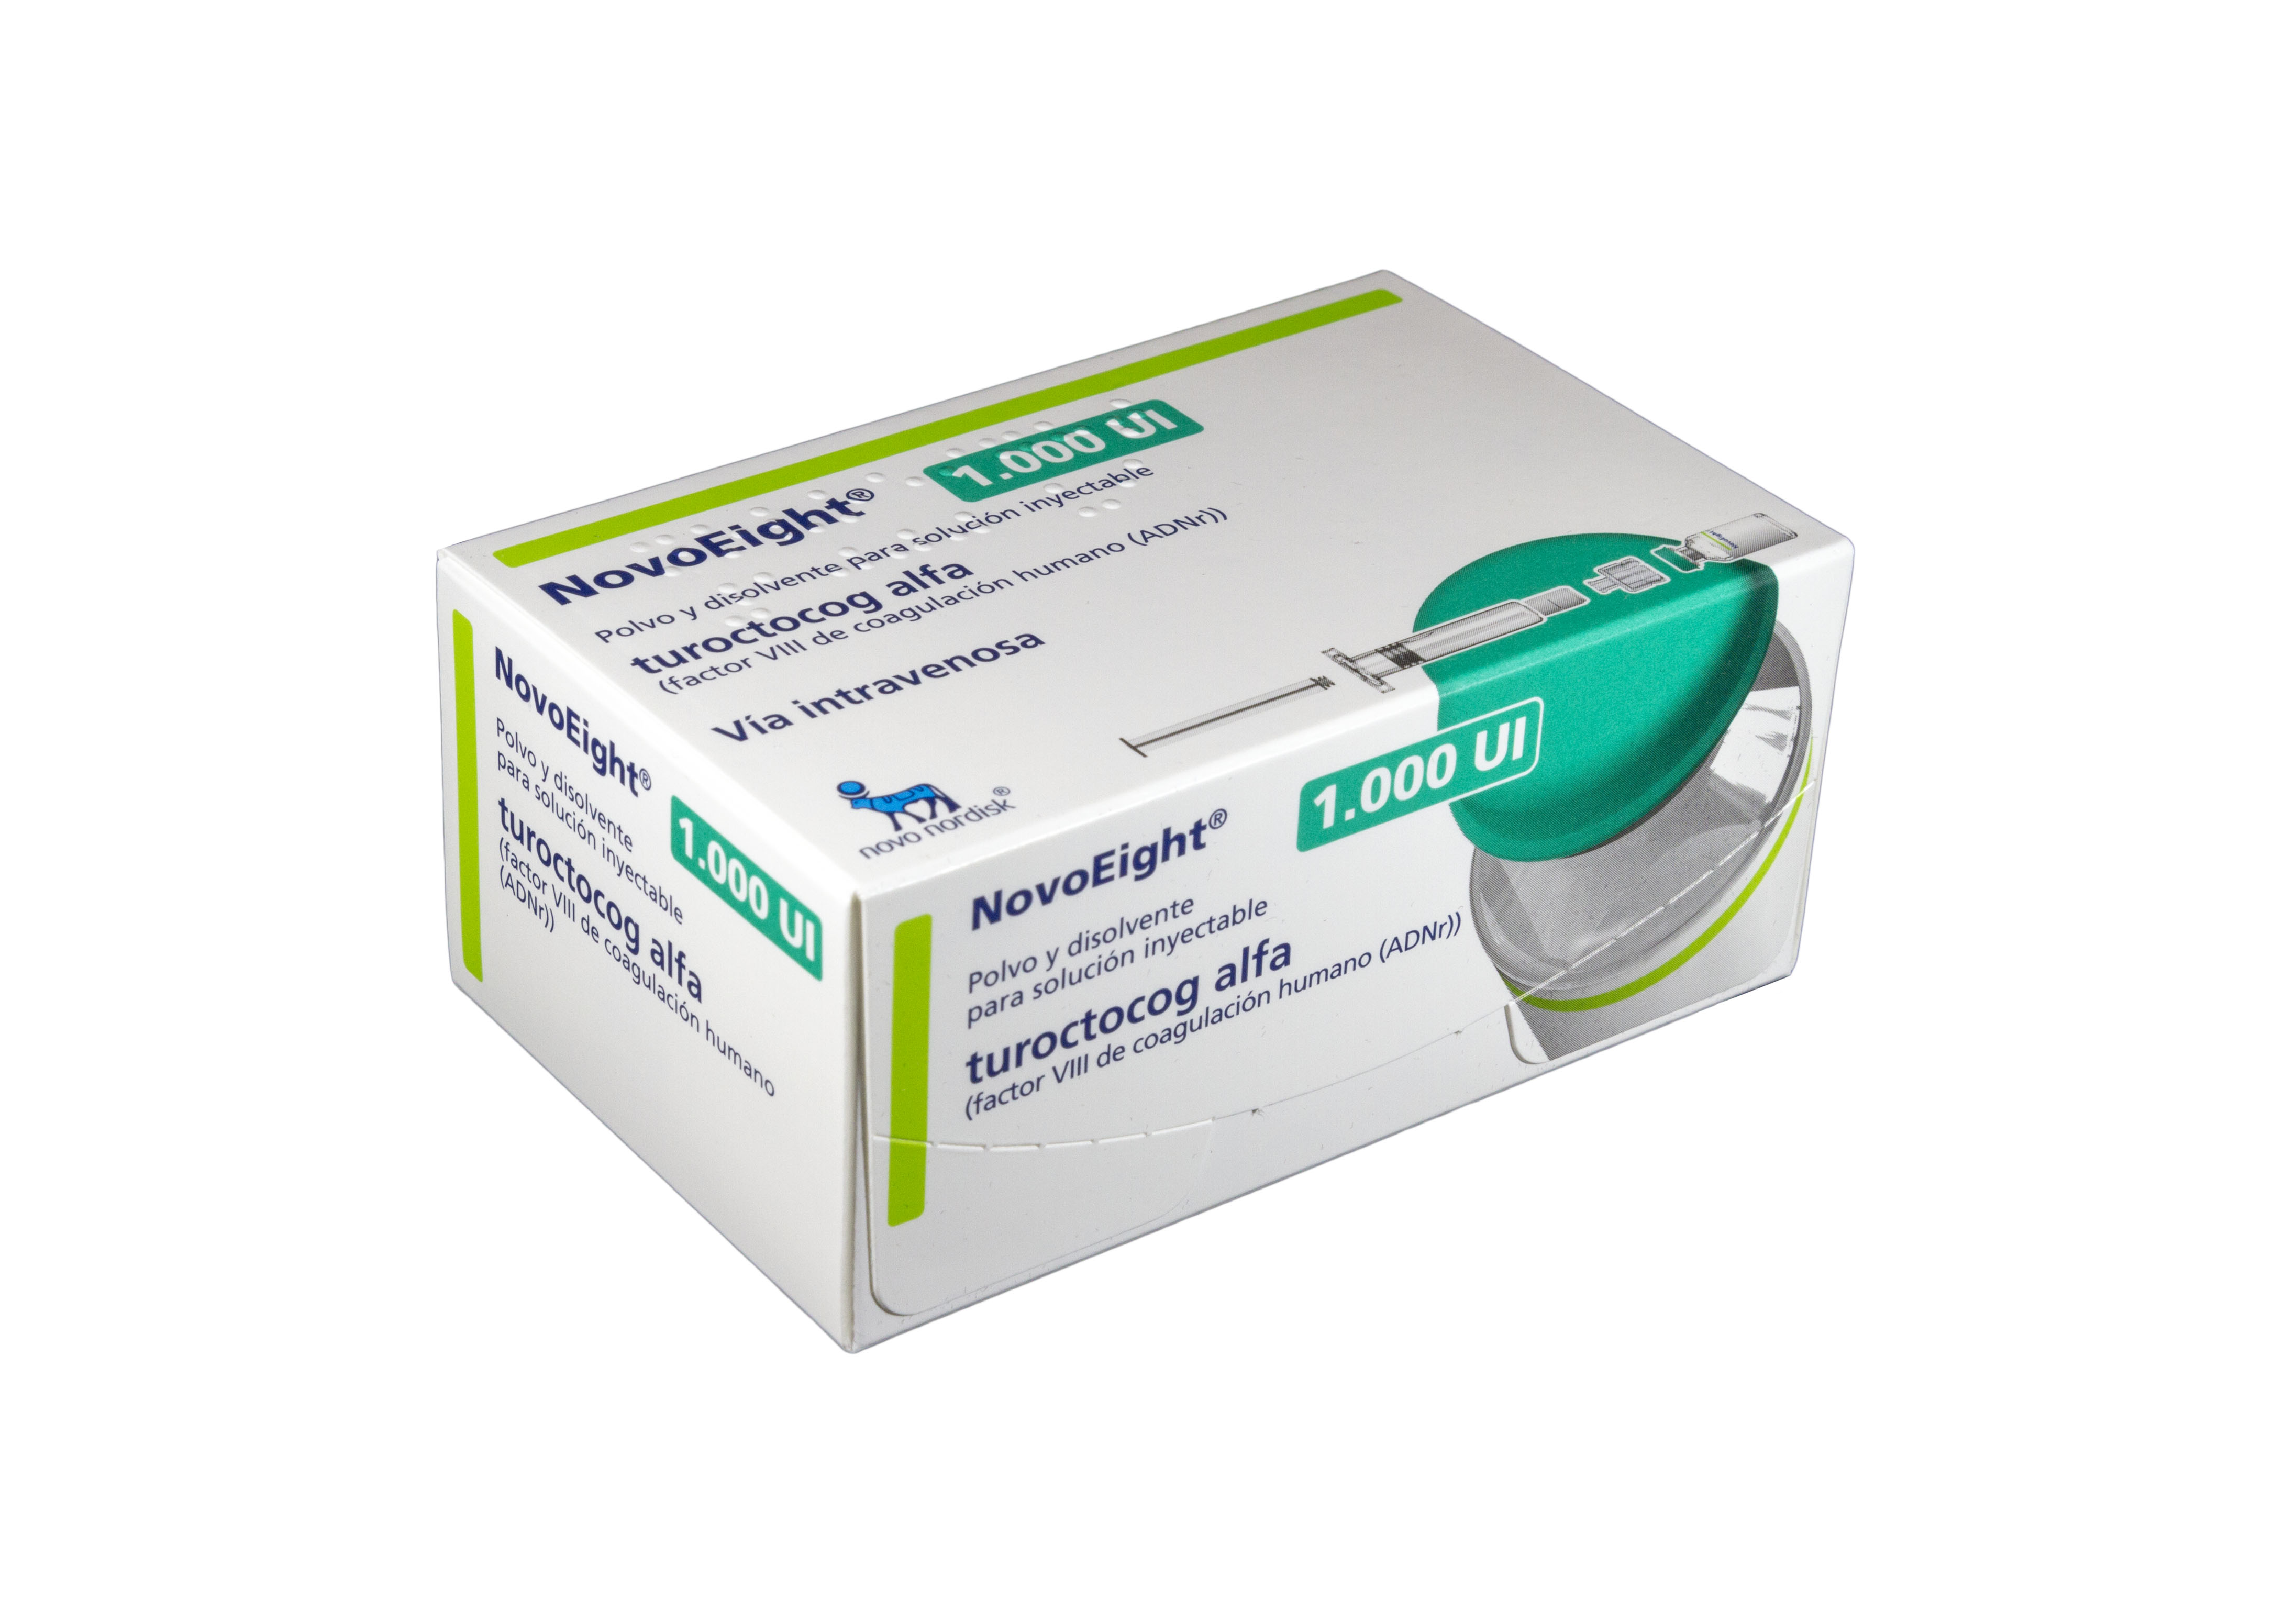 NovoEight®
1.000 UI
Polvo y disolvente para solución inyectable
turoctocog alfa
(factor VIII de coagulación humano (ADNr))
Vía intravenosa
novo nordisk®
NovoEight®
Polvo y disolvente
para solución inyectable
1.000 UI
turoctocog alfa
(factor VIII de coagulación humano
(ADNr))
NovoEight®
1.000 UI
Polvo y disolvente
para solución inyectable
turoctocog alfa
(factor VIII de coagulación humano (ADNr))